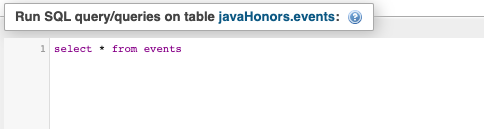 Run SQL query/queries on table javaHonors.events:
1 select * from events